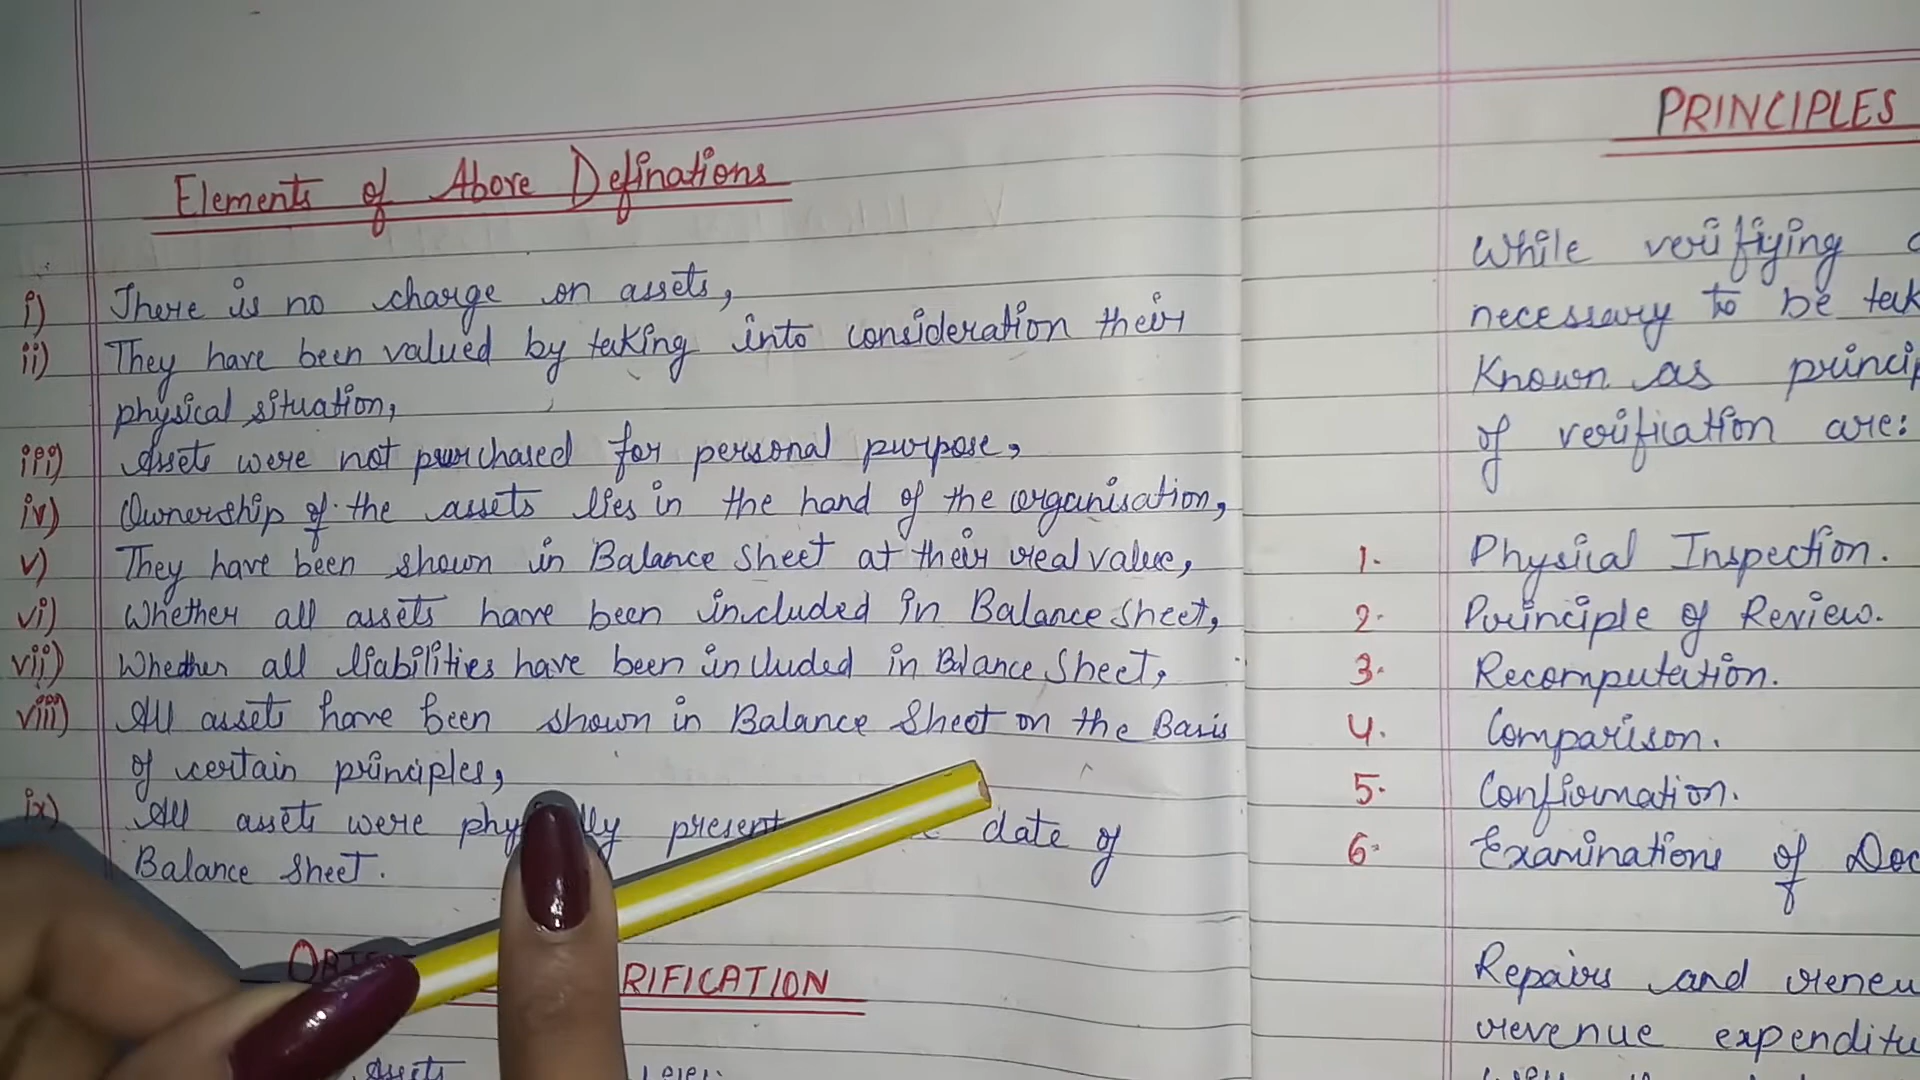 Elements of Above Definations
i) There is no charge on assets,
ii) They have been valued by taking into consideration their
physical situation,
iii) Assets were not purchased for personal purpose,
iv) Ownership of the assets lies in the hand of the organisation,
v) They have been shown in Balance Sheet at their real value,
vi) Whether all assets have been included in Balance Sheet,
vii) Whether all liabilities have been included in Balance Sheet,
viii) All assets have been shown in Balance Sheet on the Basis
of certain principles,
ix) All assets were present date of
Balance Sheet.
Assets
PRINCIPLES
While verifiying
necessary to be
Known as
of verification are:
1. Physical Inspection.
2. Principle of Review.
3. Recomputation.
4. Comparison.
5. Confirmation.
6. Examinations of
Repairs and
revenue